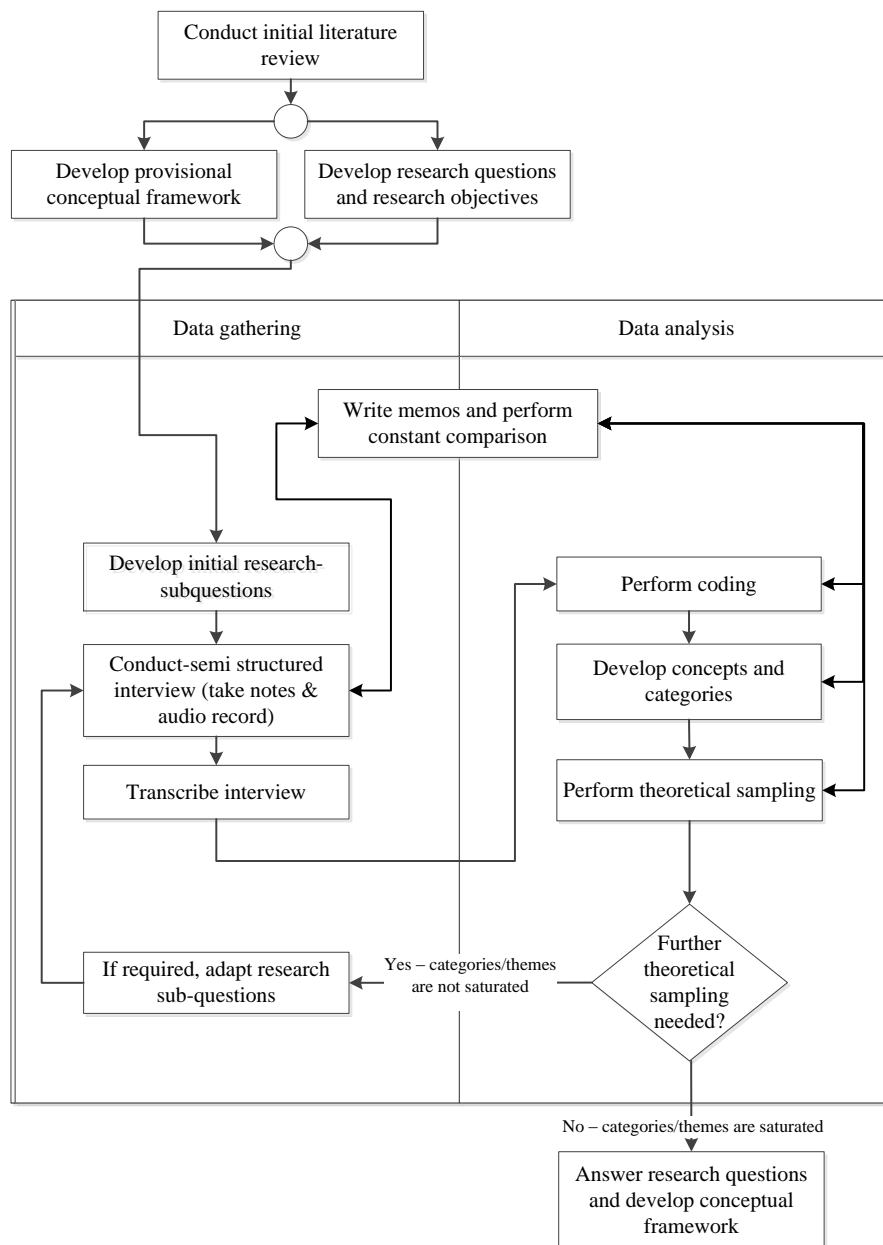 Conduct initial literature
review
Develop provisional
conceptual framework
Develop research questions
and research objectives
Data gathering
Data analysis
Write memos and perform
constant comparison
Develop initial research-
subquestions
Perform coding
Conduct-semi structured
interview (take notes &
audio record)
Develop concepts and
categories
Transcribe interview
Perform theoretical sampling
Further
theoretical
sampling
needed?
Yes – categories/themes
are not saturated
If required, adapt research
sub-questions
No – categories/themes are saturated
Answer research questions
and develop conceptual
framework